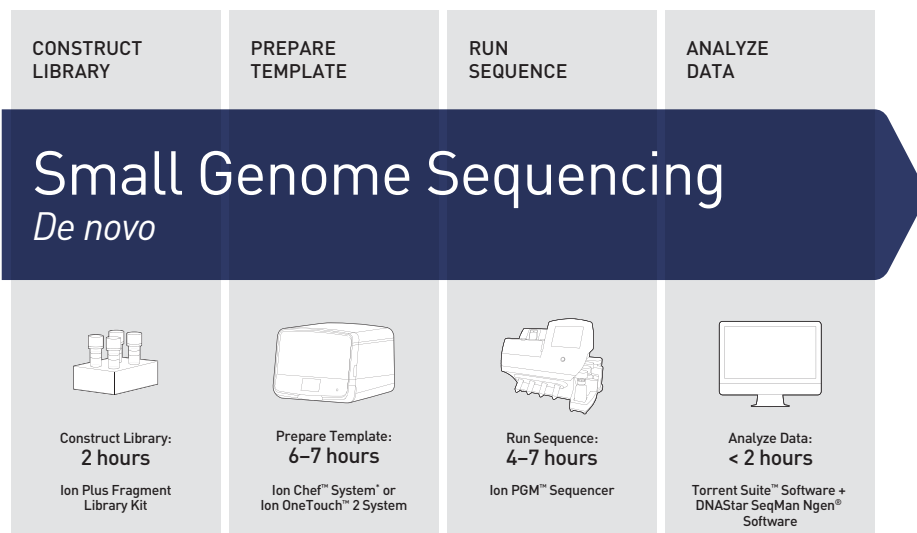 CONSTRUCT
LIBRARY
PREPARE
TEMPLATE
RUN
SEQUENCE
ANALYZE
DATA
Small Genome Sequencing
De novo
Construct Library:
2 hours
Ion Plus Fragment
Library Kit
Prepare Template:
6–7 hours
Ion Chef™ System* or
Ion OneTouch™ 2 System
Run Sequence:
4–7 hours
Ion PGM™ Sequencer
Analyze Data:
< 2 hours
Torrent Suite™ Software +
DNAStar SeqMan Ngen®
Software